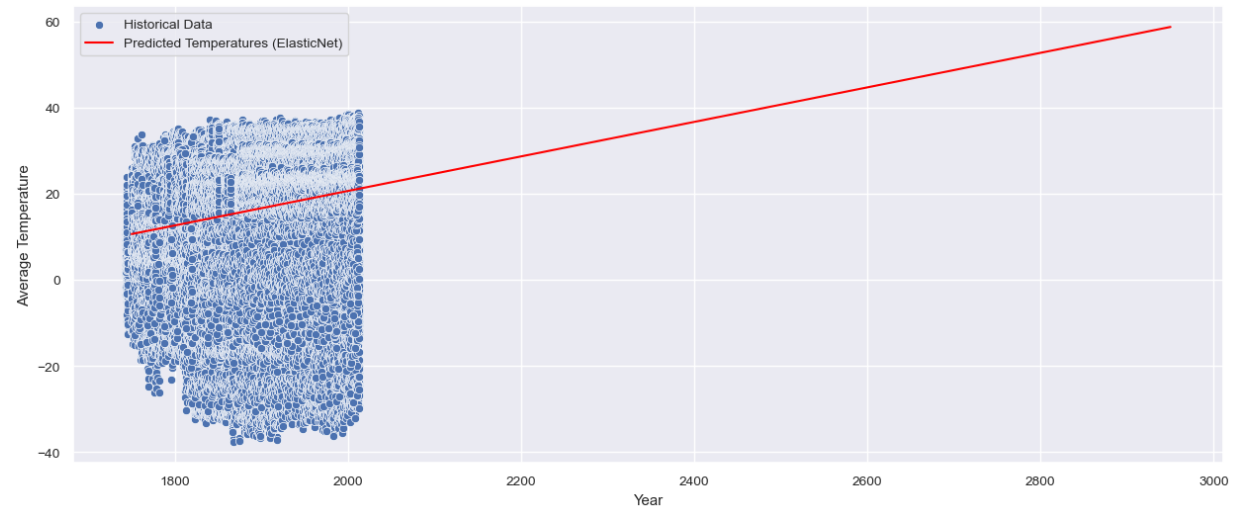 Historical Data
Predicted Temperatures (ElasticNet)
60
40
20
0
−20
−40
Average Temperature
1800 2000 2200 2400 2600 2800 3000
Year